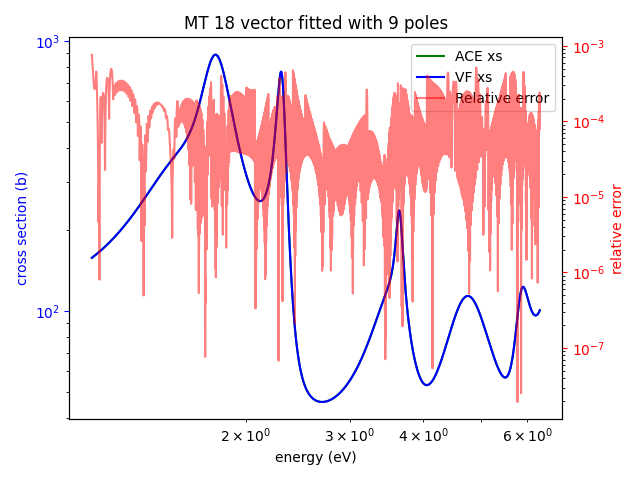 MT 18 vector fitted with 9 poles
ACE xs
VF xs
Relative error
10³
10²
cross section (b)
10⁻³
10⁻⁴
10⁻⁵
10⁻⁶
10⁻⁷
relative error
2 × 10⁰
3 × 10⁰
4 × 10⁰
6 × 10⁰
energy (eV)